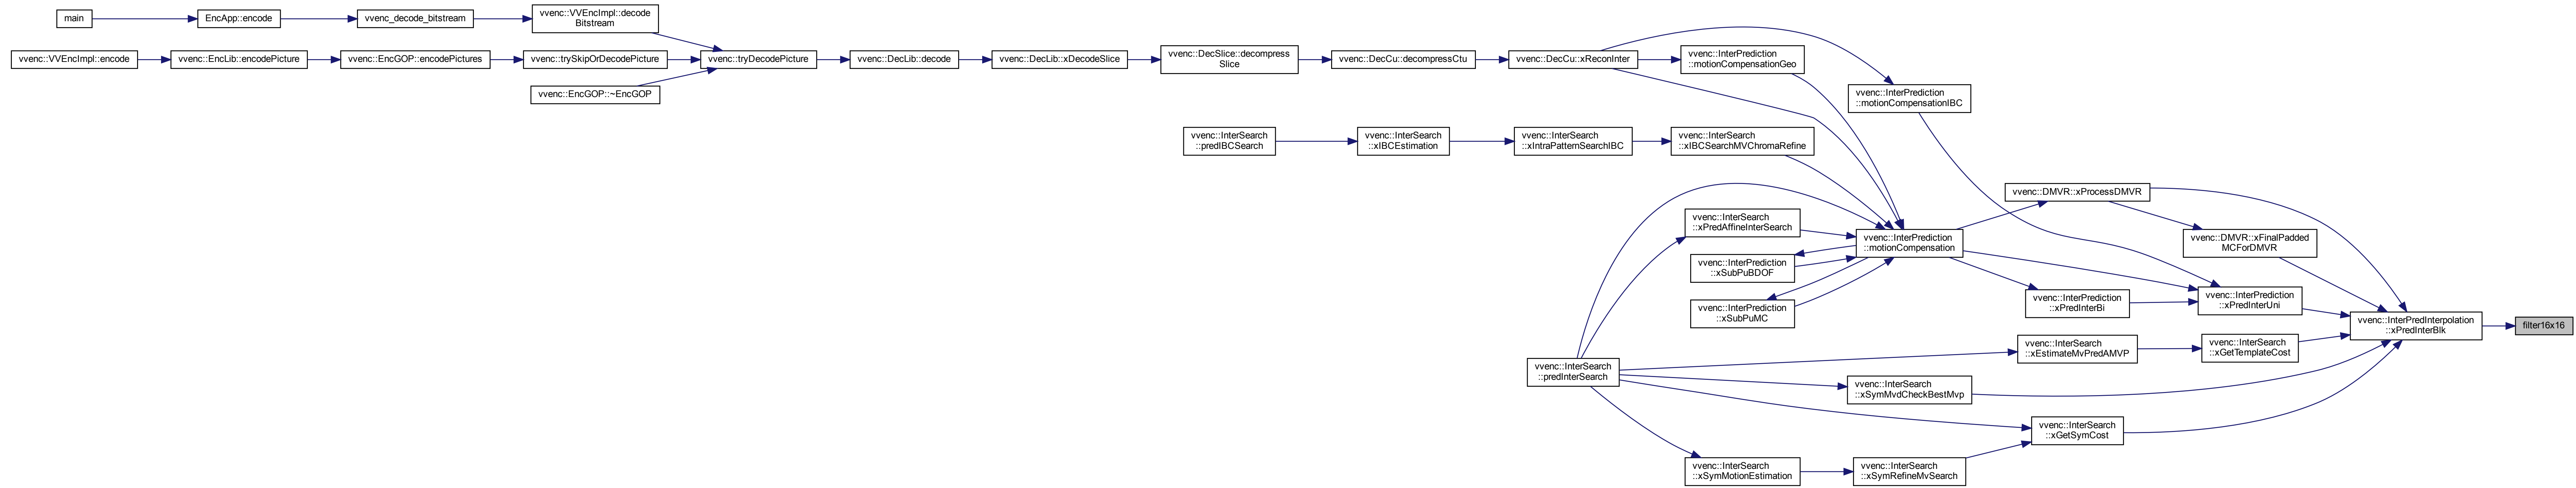 main
EncApp::encode
vvenc_decode_bitstream
vvenc::VVEncImpl::decode
Bitstream
vvenc::VVEncImpl::encode
vvenc::EncLib::encodePicture
vvenc::EncGOP::encodePictures
vvenc::trySkipOrDecodePicture
vvenc::tryDecodePicture
vvenc::DecLib::decode
vvenc::DecLib::xDecodeSlice
vvenc::DecSlice::decompress
Slice
vvenc::DecCu::decompressCtu
vvenc::DecCu::xReconInter
vvenc::InterPrediction
::motionCompensationGeo
vvenc::EncGOP::~EncGOP
vvenc::InterPrediction
::motionCompensationIBC
vvenc::InterSearch
::predIBCSearch
vvenc::InterSearch
::xIBCEstimation
vvenc::InterSearch
::xIntraPatternSearchIBC
vvenc::InterSearch
::xIBCSearchMVChromaRefine
vvenc::DMVR::xProcessDMVR
vvenc::InterSearch
::xPredAffineInterSearch
vvenc::InterPrediction
::motionCompensation
vvenc::DMVR::xFinalPadded
MCForDMVR
vvenc::InterPrediction
::xSubPuBDOF
vvenc::InterPrediction
::xSubPuMC
vvenc::InterPrediction
::xPredInterBi
vvenc::InterPrediction
::xPredInterUni
vvenc::InterPredInterpolation
::xPredInterBlk
filter16x16
vvenc::InterSearch
::xEstimateMvPredAMVP
vvenc::InterSearch
::xGetTemplateCost
vvenc::InterSearch
::predInterSearch
vvenc::InterSearch
::xSymMvdCheckBestMvp
vvenc::InterSearch
::xGetSymCost
vvenc::InterSearch
::xSymMotionEstimation
vvenc::InterSearch
::xSymRefineMvSearch